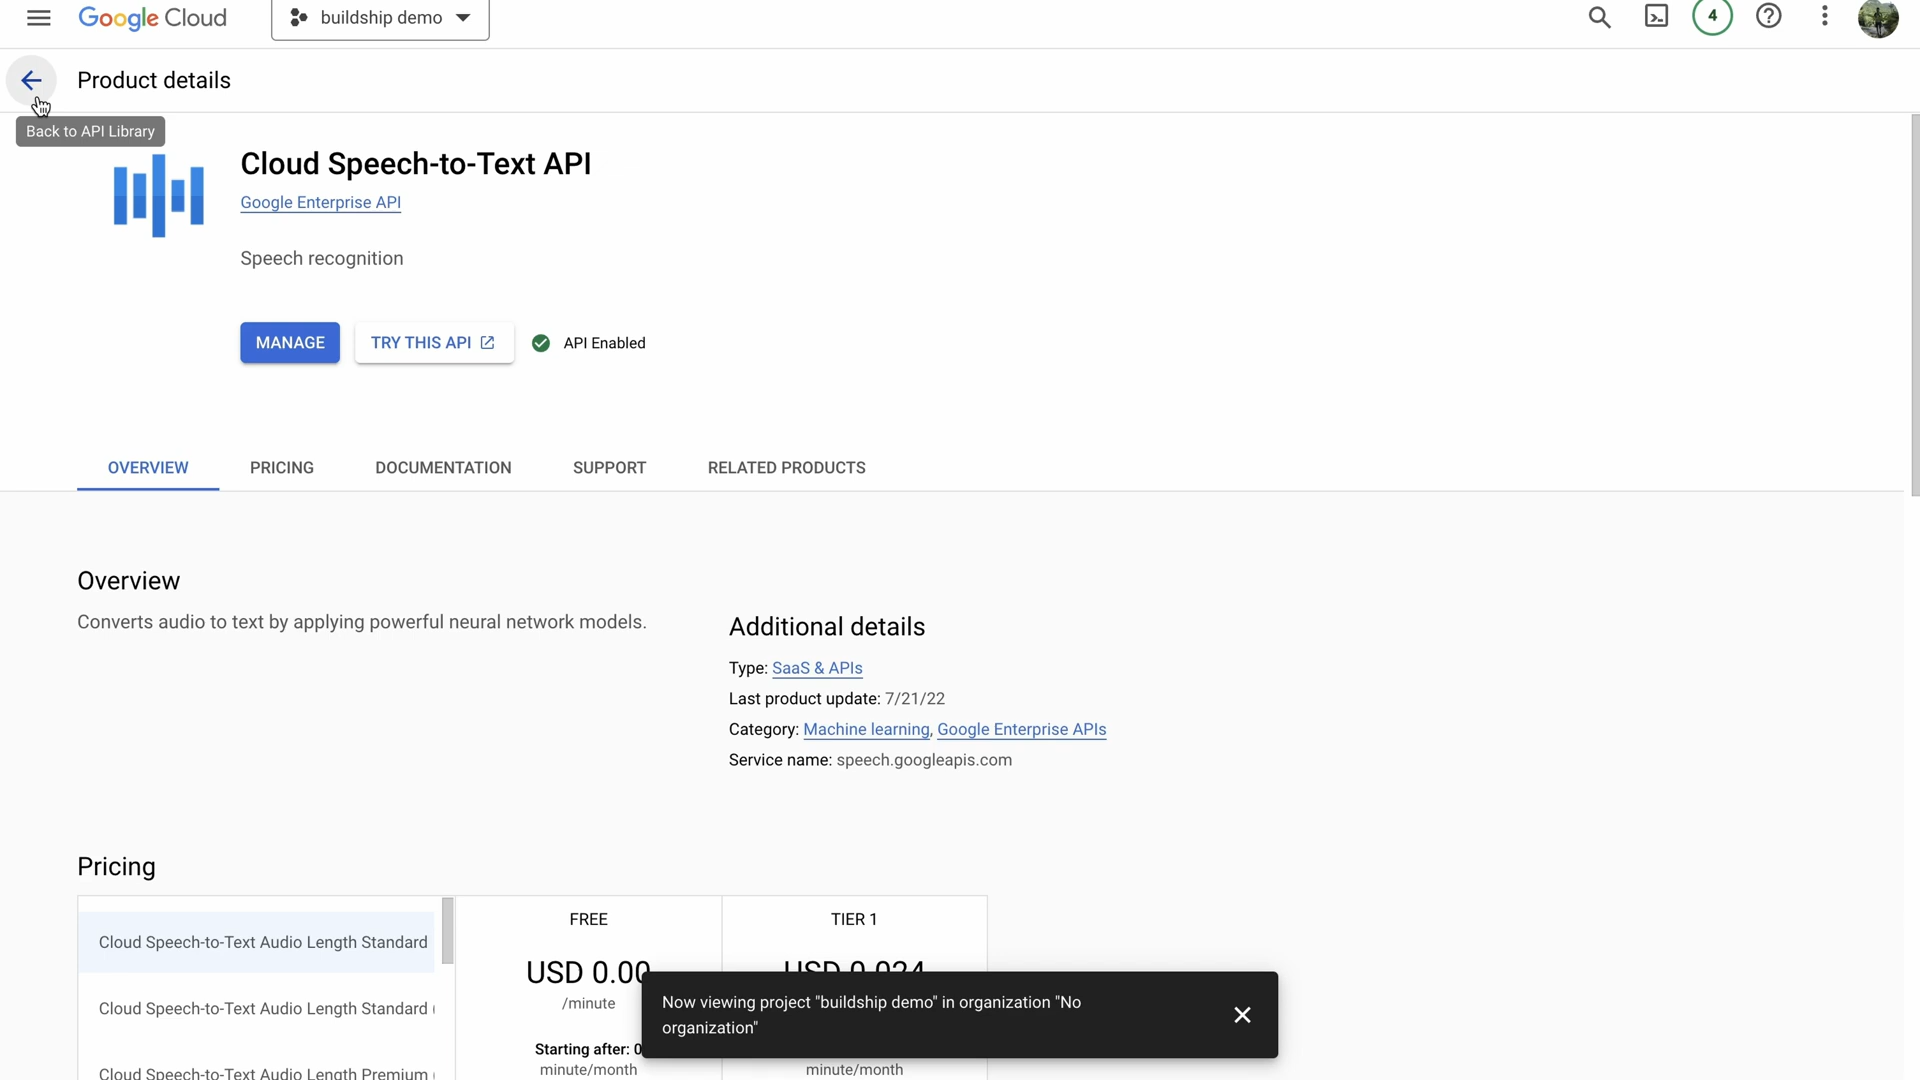 Google Cloud
buildship demo
4
Product details
Back to API Library
Cloud Speech-to-Text API
Google Enterprise API
Speech recognition
MANAGE
TRY THIS API
API Enabled
OVERVIEW
PRICING
DOCUMENTATION
SUPPORT
RELATED PRODUCTS
Overview
Converts audio to text by applying powerful neural network models.
Additional details
Type: SaaS & APIs
Last product update: 7/21/22
Category: Machine learning, Google Enterprise APIs
Service name: speech.googleapis.com
Pricing
Cloud Speech-to-Text Audio Length Standard
Cloud Speech-to-Text Audio Length Standard (
Cloud Speech-to-Text Audio Length Premium (
FREE
USD 0.00
/minute
Starting after: 0
minute/month
TIER 1
USD 0.024
minute/month
Now viewing project "buildship demo" in organization "No
organization"